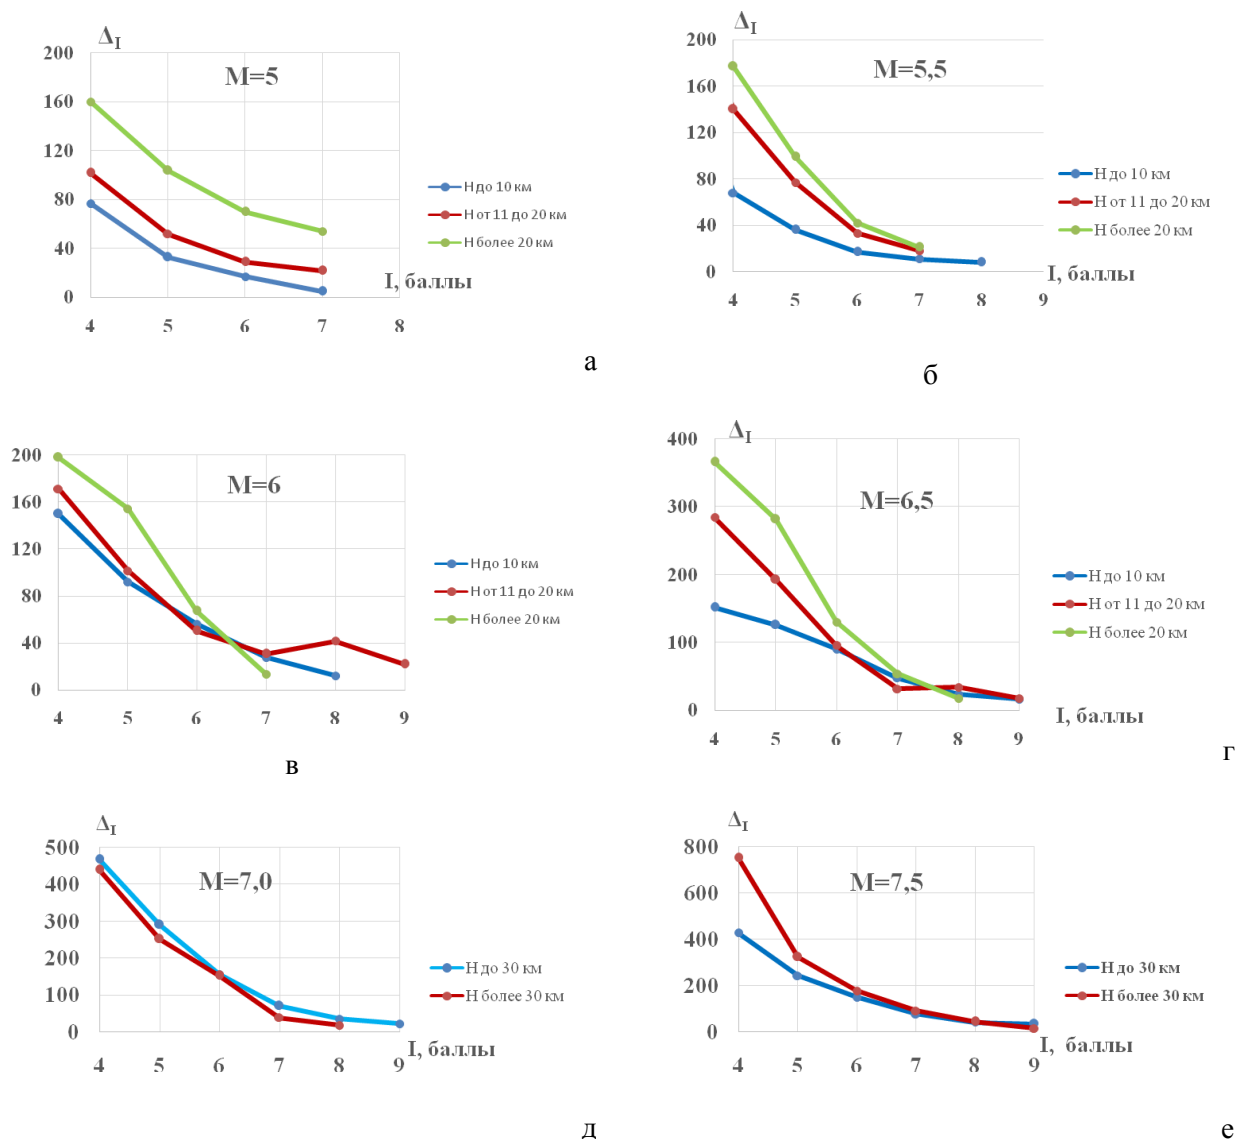 Δ_I
200
160
120
80
40
0
M=5
4 5 6 7 8
I, баллы
H до 10 км
H от 11 до 20 км
H более 20 км
а
Δ_I
200
160
120
80
40
0
M=5,5
4 5 6 7 8 9
I, баллы
H до 10 км
H от 11 до 20 км
H более 20 км
б
200
160
120
80
40
0
M=6
4 5 6 7 8 9
H до 10 км
H от 11 до 20 км
H более 20 км
в
Δ_I
400
300
200
100
0
M=6,5
4 5 6 7 8 9
I, баллы
H до 10 км
H от 11 до 20 км
H более 20 км
г
Δ_I
500
400
300
200
100
0
M=7,0
4 5 6 7 8 9
I, баллы
H до 30 км
H более 30 км
д
Δ_I
800
600
400
200
0
M=7,5
4 5 6 7 8 9
I, баллы
H до 30 км
H более 30 км
е